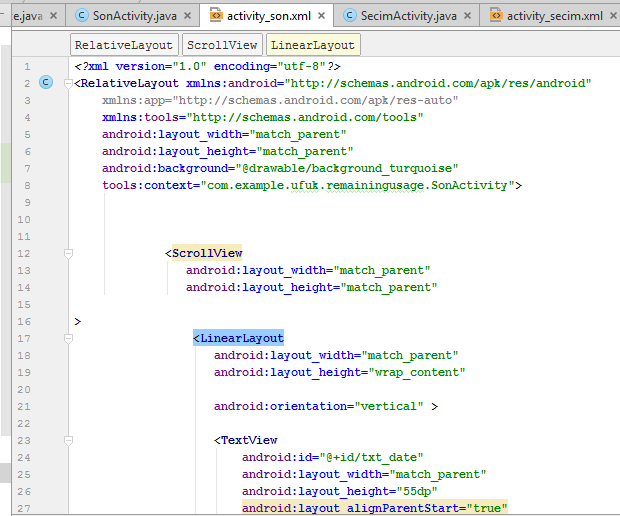 e.java SonActivity.java activity_son.xml SecimActivity.java activity_secim.xml
RelativeLayout ScrollView LinearLayout
1 <?xml version="1.0" encoding="utf-8"?>
2 C <RelativeLayout xmlns:android="http://schemas.android.com/apk/res/android"
3 xmlns:app="http://schemas.android.com/apk/res-auto"
4 xmlns:tools="http://schemas.android.com/tools"
5 android:layout_width="match_parent"
6 android:layout_height="match_parent"
7 android:background="@drawable/background_turquoise"
8 tools:context="com.example.ufuk.remainingusage.SonActivity">
9
10
11
12 <ScrollView
13 android:layout_width="match_parent"
14 android:layout_height="match_parent"
15
16 >
17 <LinearLayout
18 android:layout_width="match_parent"
19 android:layout_height="wrap_content"
20
21 android:orientation="vertical" >
22
23 <TextView
24 android:id="@+id/txt_date"
25 android:layout_width="match_parent"
26 android:layout_height="55dp"
27 android:layout_alignParentStart="true"